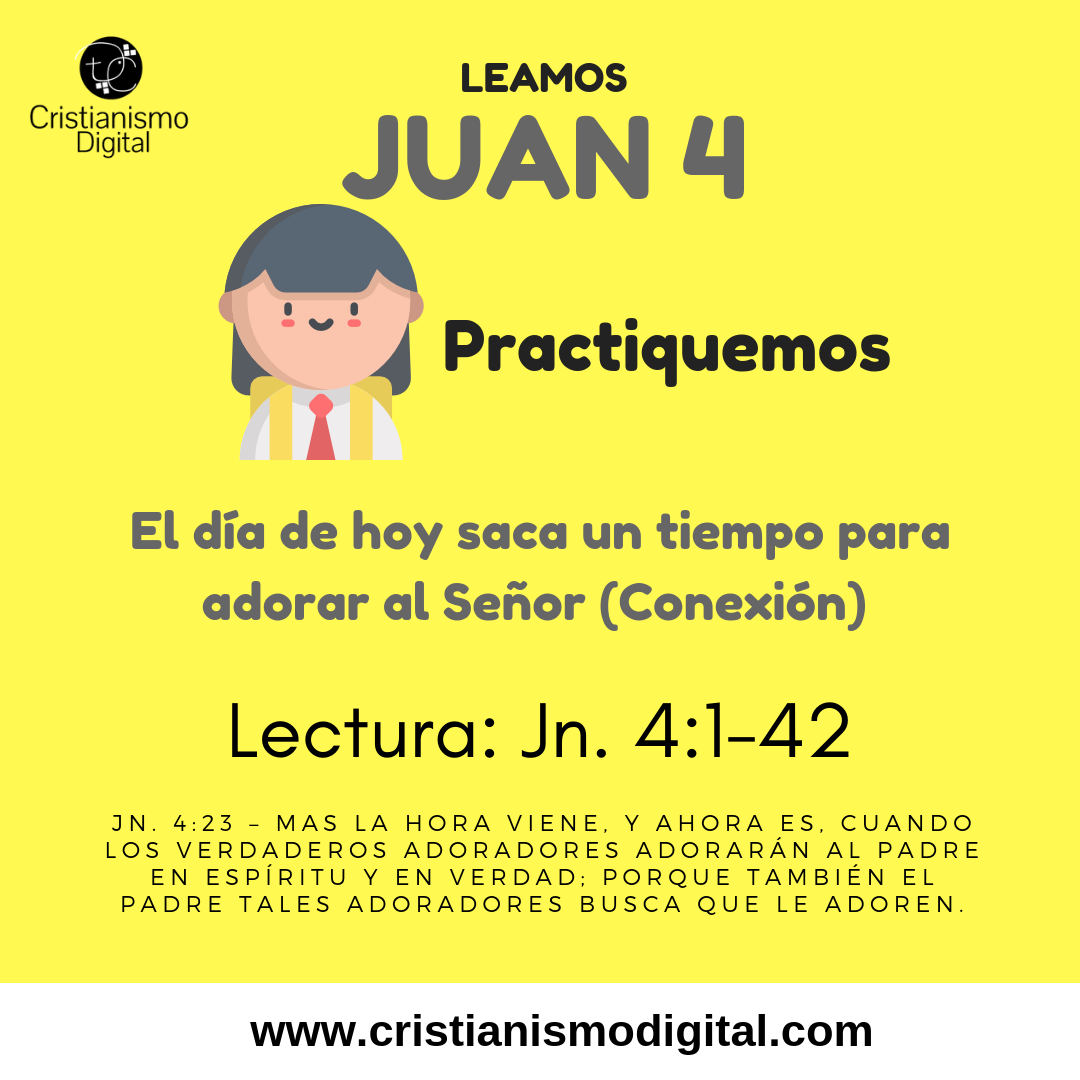 Cristianismo
Digital
LEAMOS
JUAN 4
Practiquemos
El día de hoy saca un tiempo para
adorar al Señor (Conexión)
Lectura: Jn. 4:1-42
JN. 4:23 – MAS LA HORA VIENE, Y AHORA ES, CUANDO
LOS VERDADEROS ADORADORES ADORARÁN AL PADRE
EN ESPÍRITU Y EN VERDAD; PORQUE TAMBIÉN EL
PADRE TALES ADORADORES BUSCA QUE LE ADOREN.
www.cristianismodigital.com